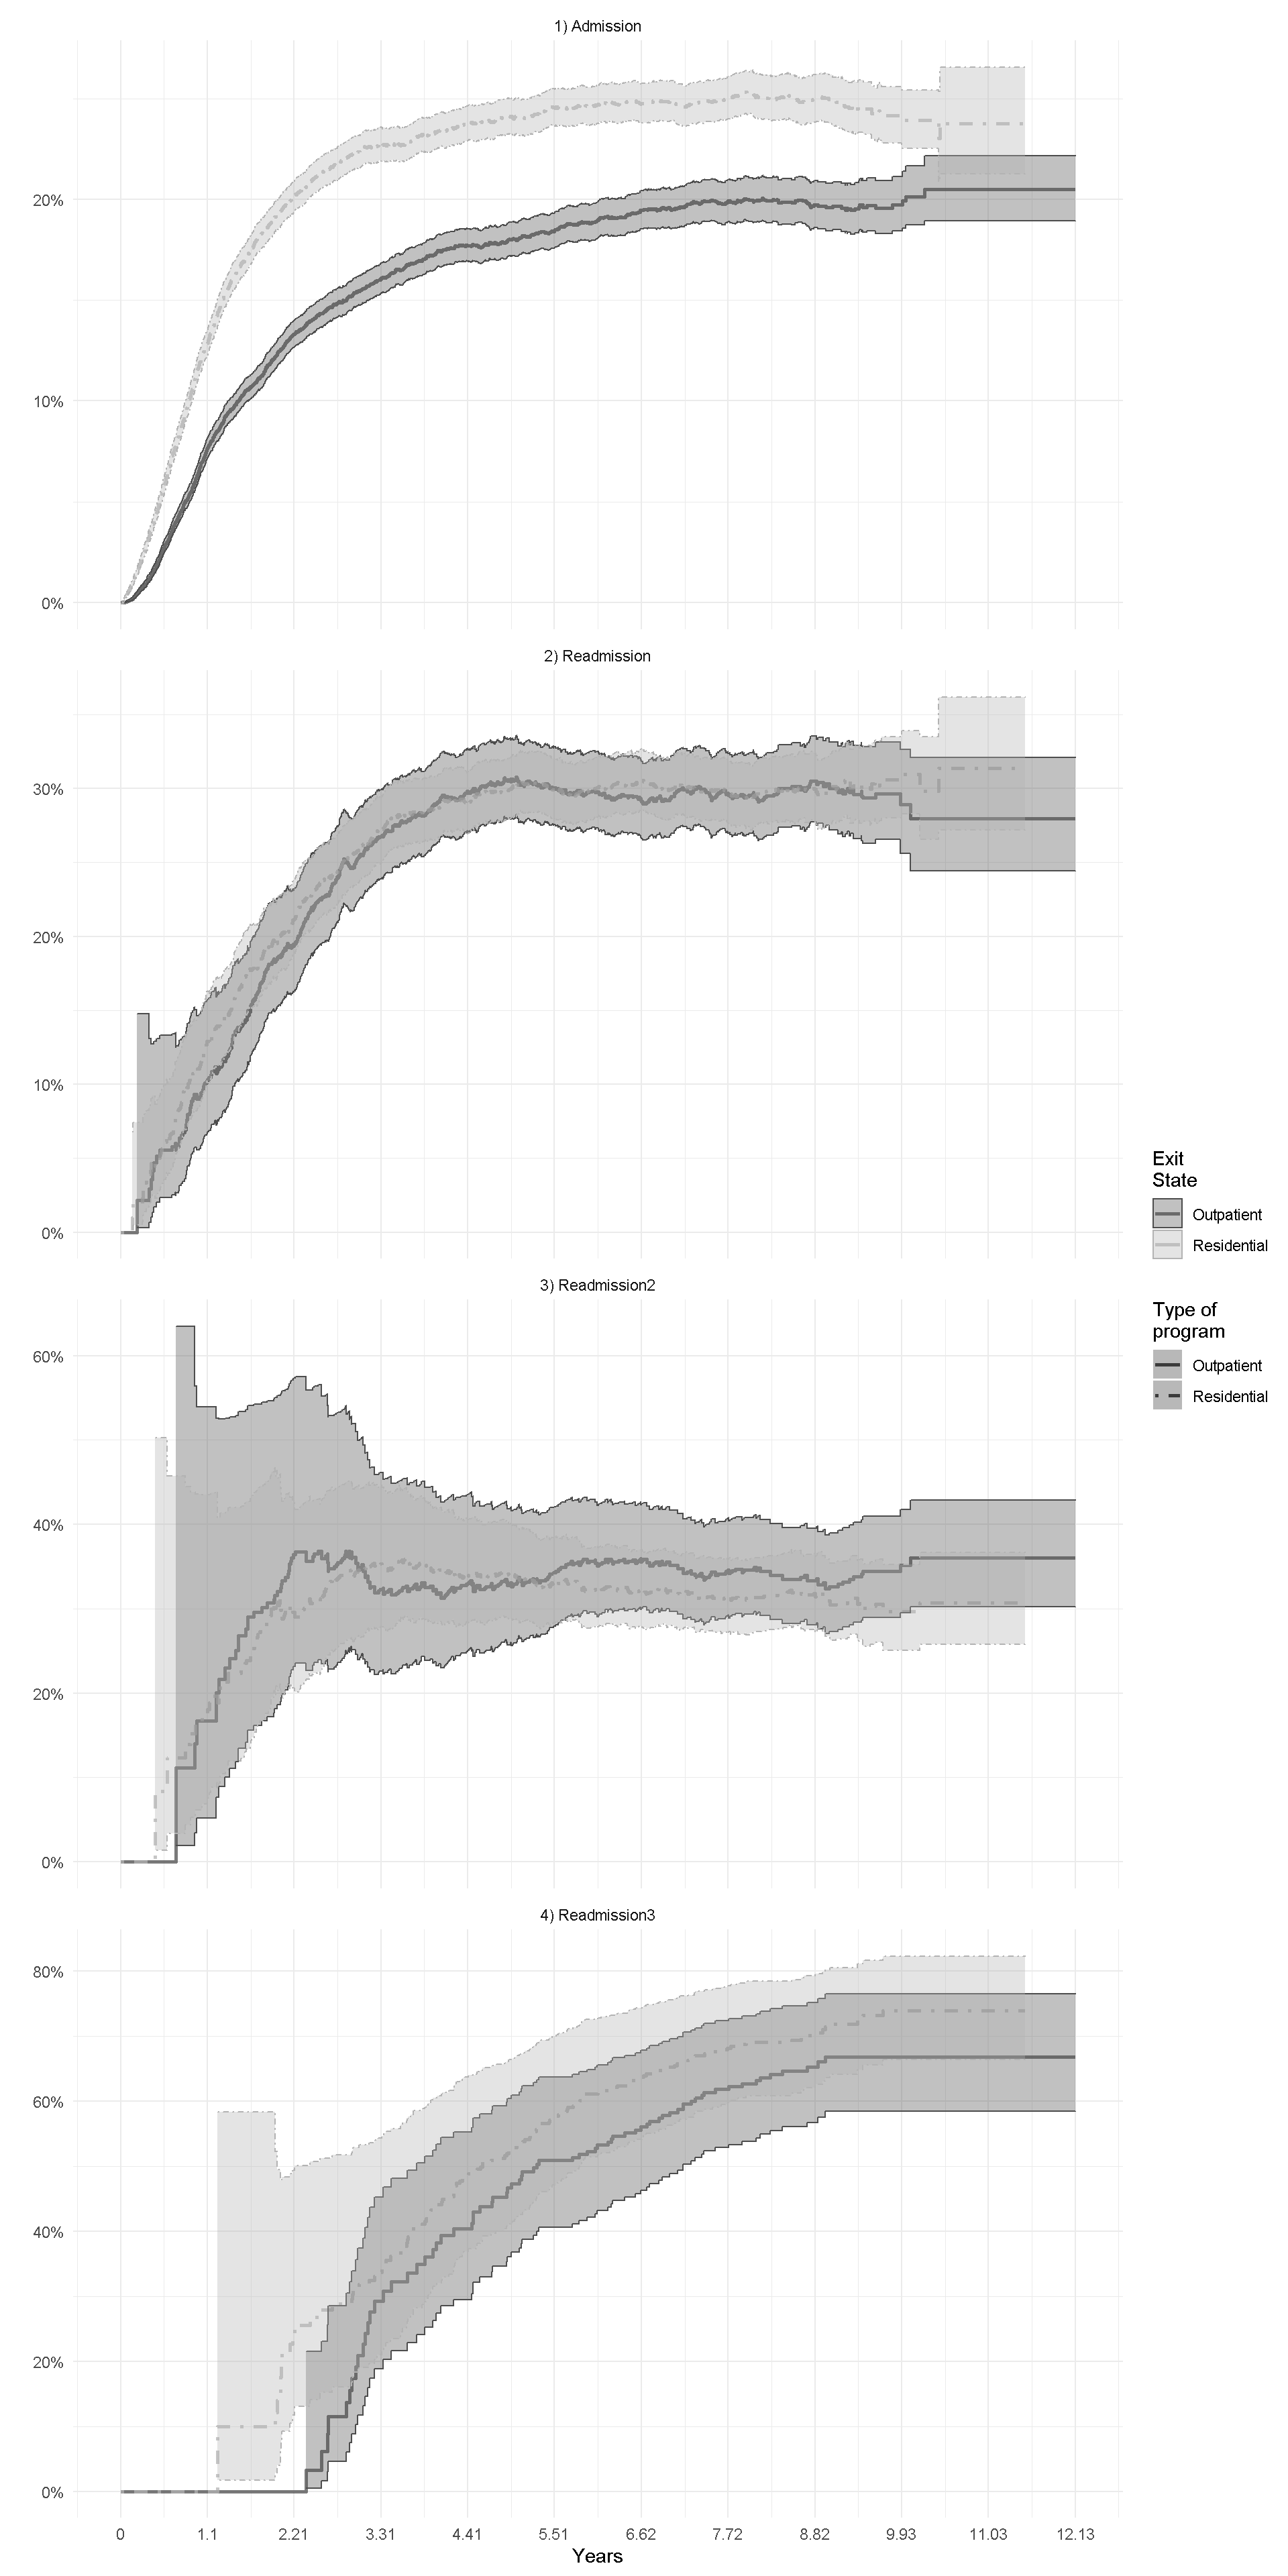 1) Admission
20%
10%
0%
2) Readmission
30%
20%
10%
0%
Exit
State
Outpatient
Residential
3) Readmission2
Type of
program
Outpatient
Residential
60%
40%
20%
0%
4) Readmission3
80%
60%
40%
20%
0%
0 1.1 2.21 3.31 4.41 5.51 6.62 7.72 8.82 9.93 11.03 12.13
Years